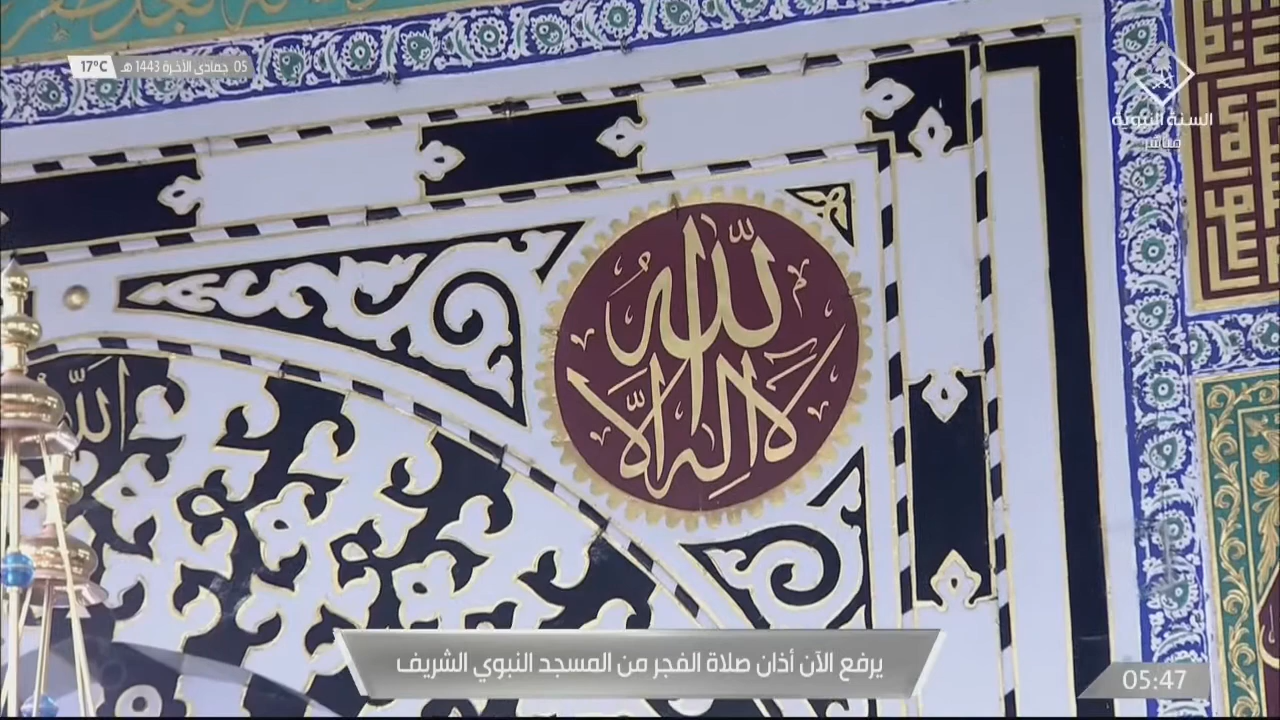 17°C
05 جمادى الآخرة 1443 هـ
السنة النبوية
مباشر
لا إله إلا الله
الله
يرفع الآن أذان صلاة الفجر من المسجد النبوي الشريف
05:47